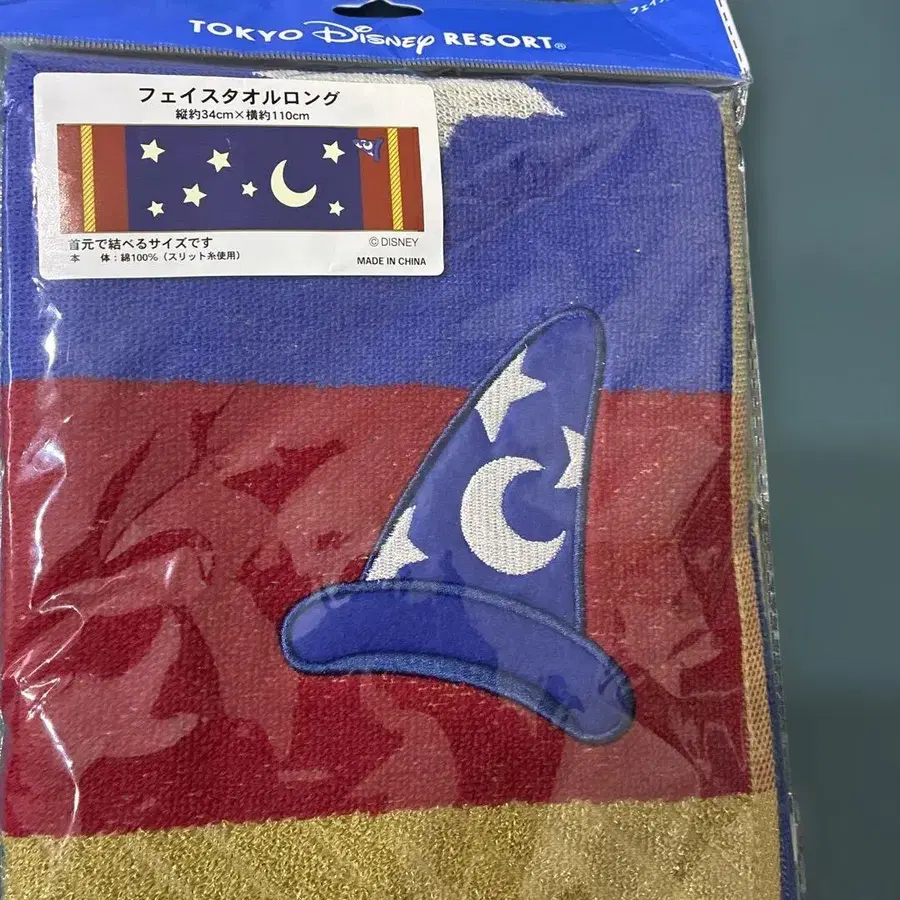 TOKYO Disney RESORT®
フェイスタオルロング
縦約34cm×横約110cm
首元で結べるサイズです
©DISNEY
本 体：綿100%（スリット糸使用）
MADE IN CHINA